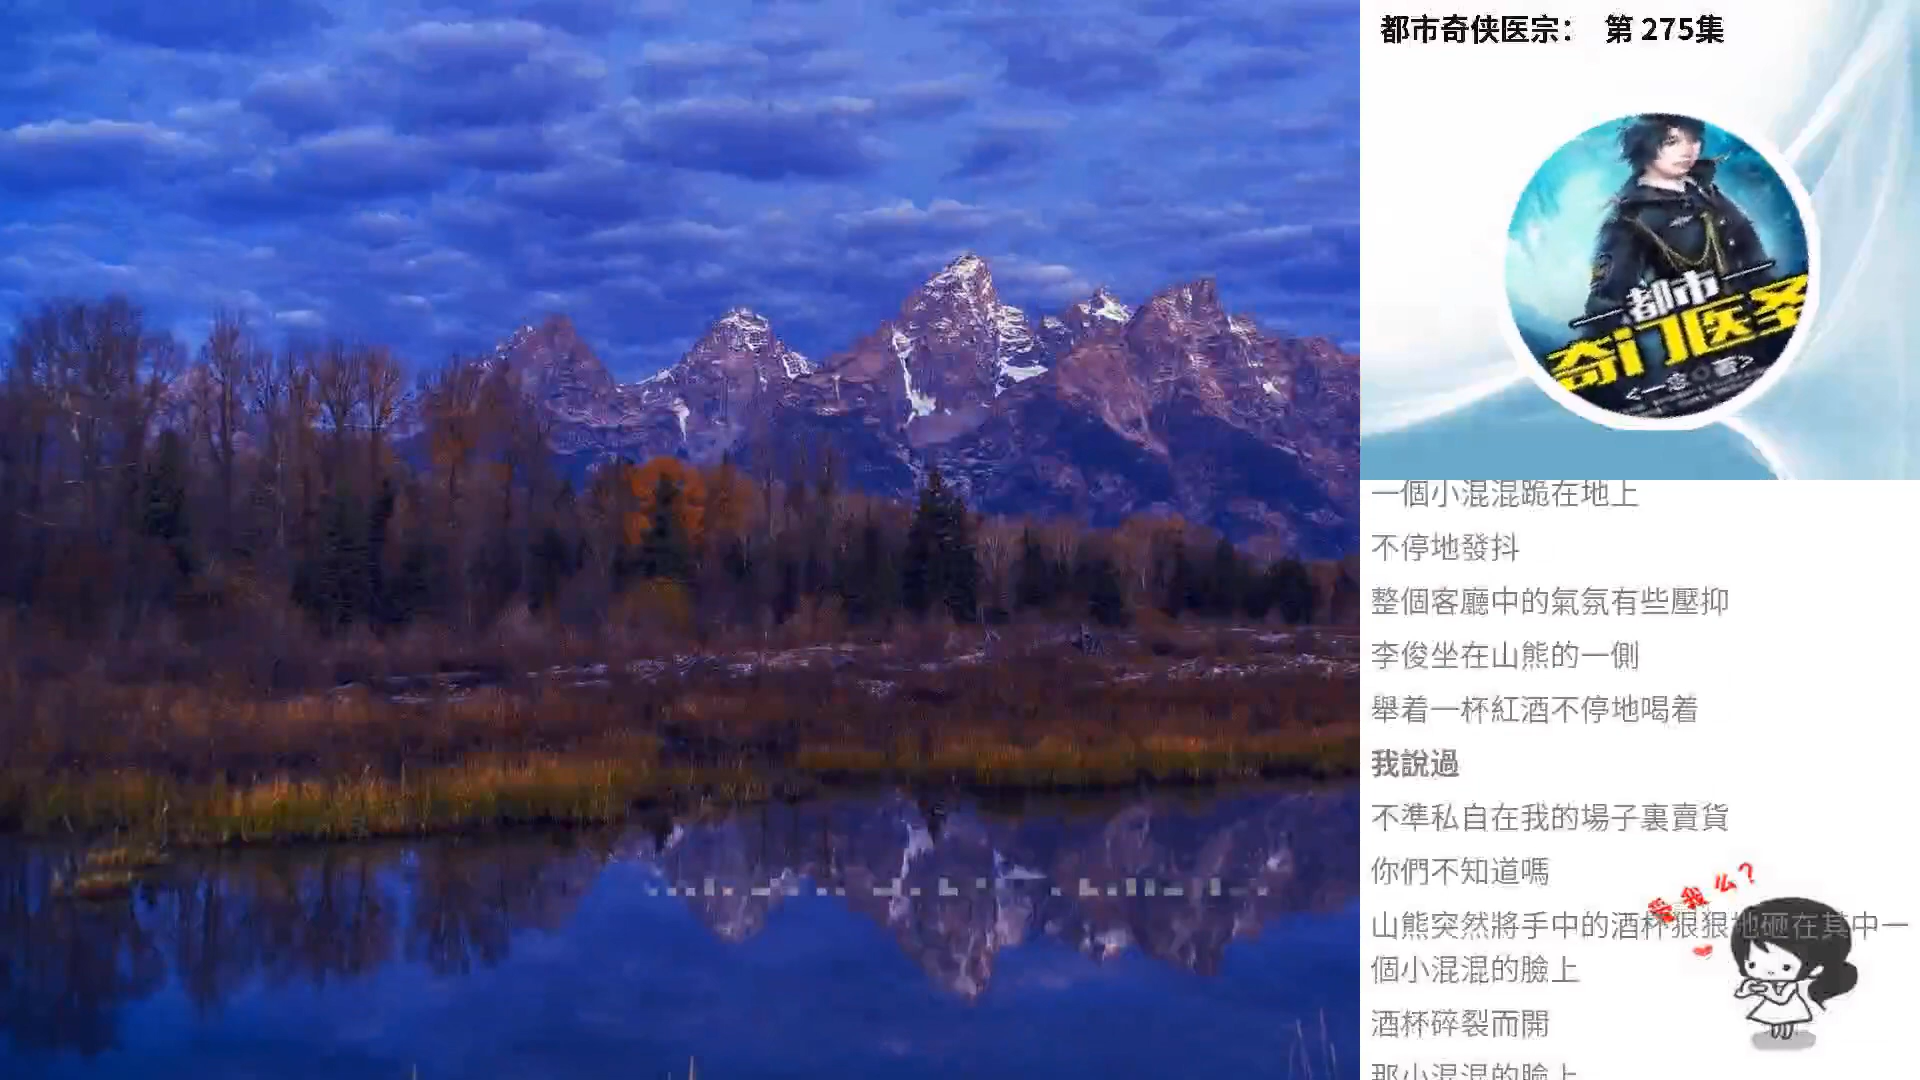 都市奇侠医宗： 第 275集
都市
奇门医圣
一個小混混跪在地上
不停地發抖
整個客廳中的氣氛有些壓抑
李俊坐在山熊的一側
舉着一杯紅酒不停地喝着
我說過
不準私自在我的場子裏賣貨
你們不知道嗎
愛我么?
山熊突然將手中的酒杯狠狠地砸在其中一
個小混混的臉上
酒杯碎裂而開
那小混混的臉上